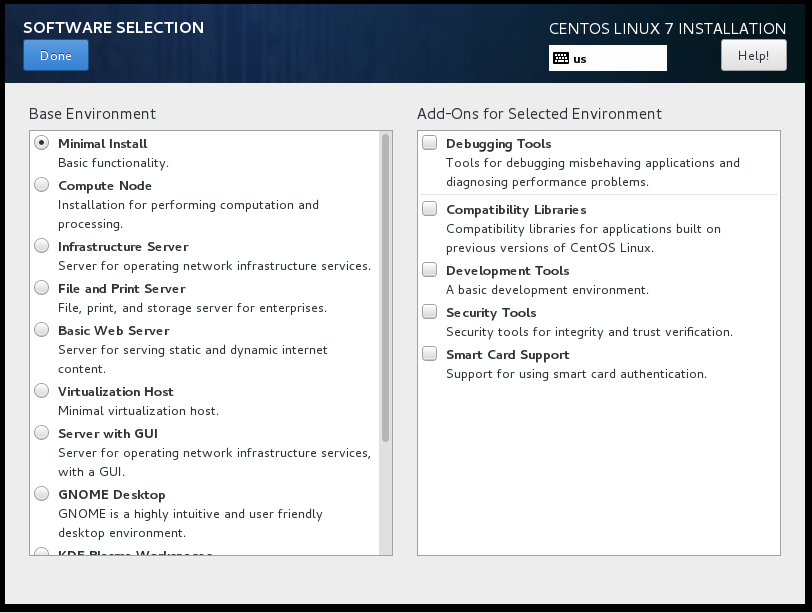 SOFTWARE SELECTION
CENTOS LINUX 7 INSTALLATION
Done
us
Help!
Base Environment
Minimal Install
Basic functionality.
Compute Node
Installation for performing computation and
processing.
Infrastructure Server
Server for operating network infrastructure services.
File and Print Server
File, print, and storage server for enterprises.
Basic Web Server
Server for serving static and dynamic internet
content.
Virtualization Host
Minimal virtualization host.
Server with GUI
Server for operating network infrastructure services,
with a GUI.
GNOME Desktop
GNOME is a highly intuitive and user friendly
desktop environment.
KDE Plasma Workspaces
Add-Ons for Selected Environment
Debugging Tools
Tools for debugging misbehaving applications and
diagnosing performance problems.
Compatibility Libraries
Compatibility libraries for applications built on
previous versions of CentOS Linux.
Development Tools
A basic development environment.
Security Tools
Security tools for integrity and trust verification.
Smart Card Support
Support for using smart card authentication.